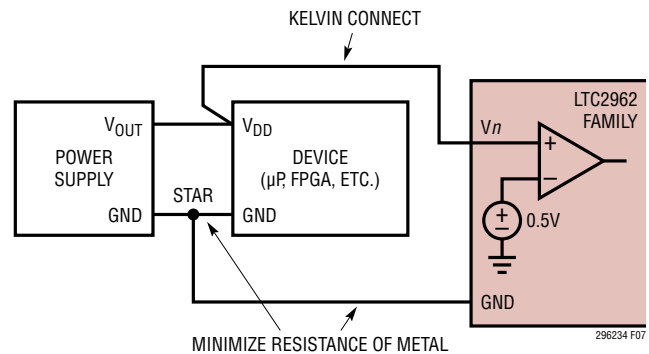 KELVIN CONNECT
LTC2962
FAMILY
VOUT
VDD
Vn
+
POWER
SUPPLY
DEVICE
(µP, FPGA, ETC.)
–
STAR
GND
GND
+
–
0.5V
GND
MINIMIZE RESISTANCE OF METAL
296234 F07